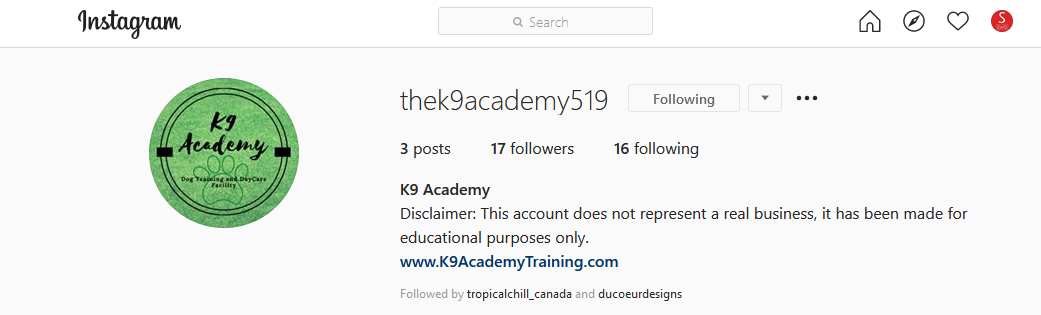 Instagram
Search
thek9academy519
Following
3 posts 17 followers 16 following
K9 Academy
Disclaimer: This account does not represent a real business, it has been made for
educational purposes only.
www.K9AcademyTraining.com
Followed by tropicalchill_canada and ducoeurdesigns
K9
Academy
Dog Training and DayCare
Facility
S